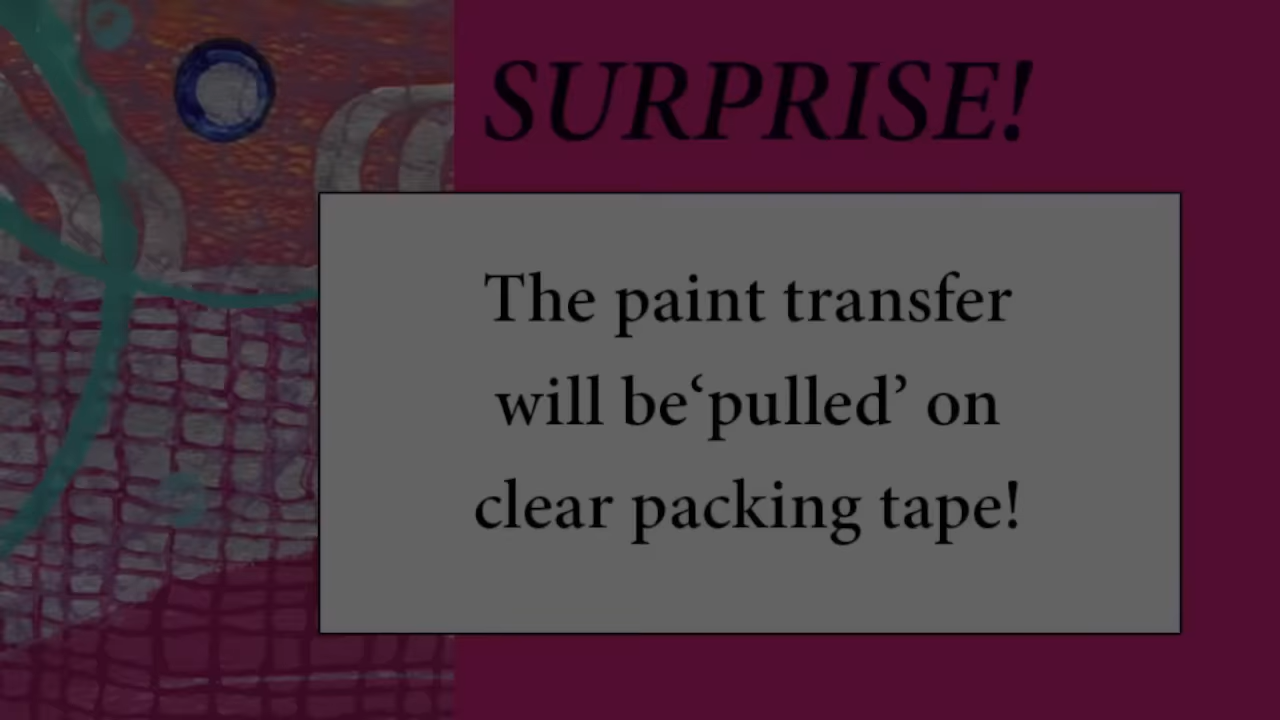 SURPRISE!
The paint transfer
will be‘pulled’ on
clear packing tape!